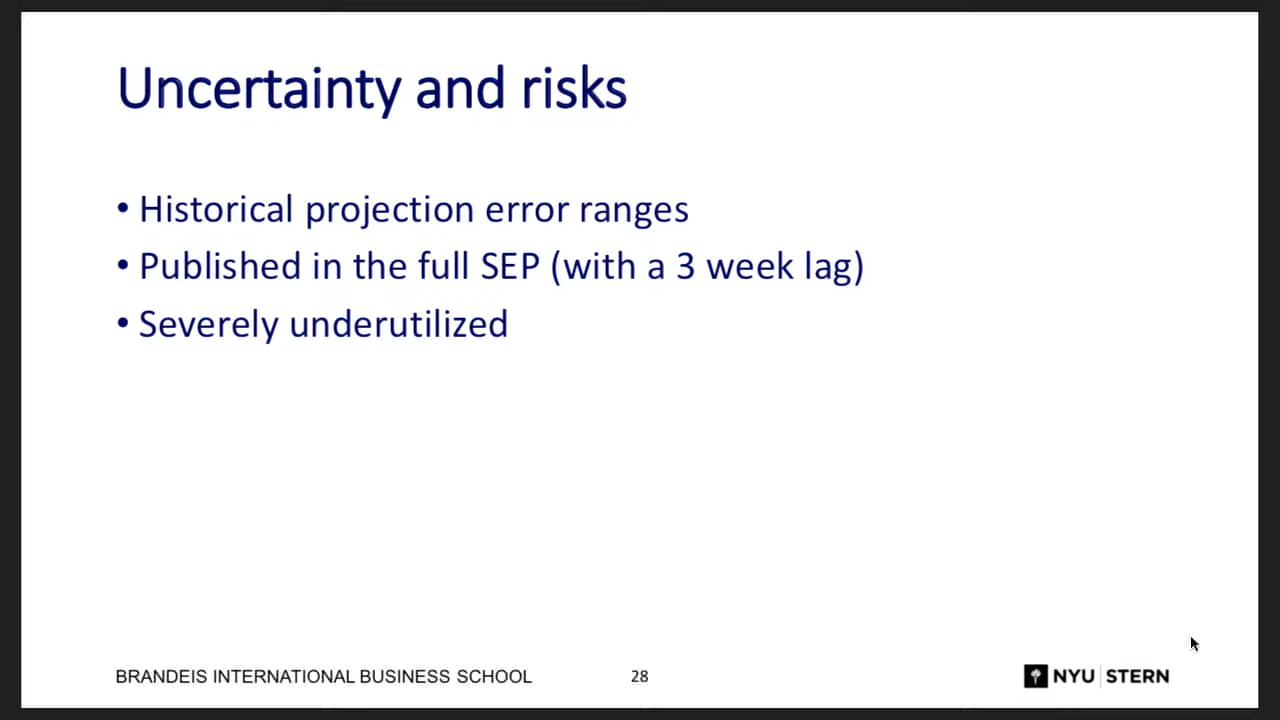 Uncertainty and risks
• Historical projection error ranges
• Published in the full SEP (with a 3 week lag)
• Severely underutilized
BRANDEIS INTERNATIONAL BUSINESS SCHOOL 28 NYU STERN